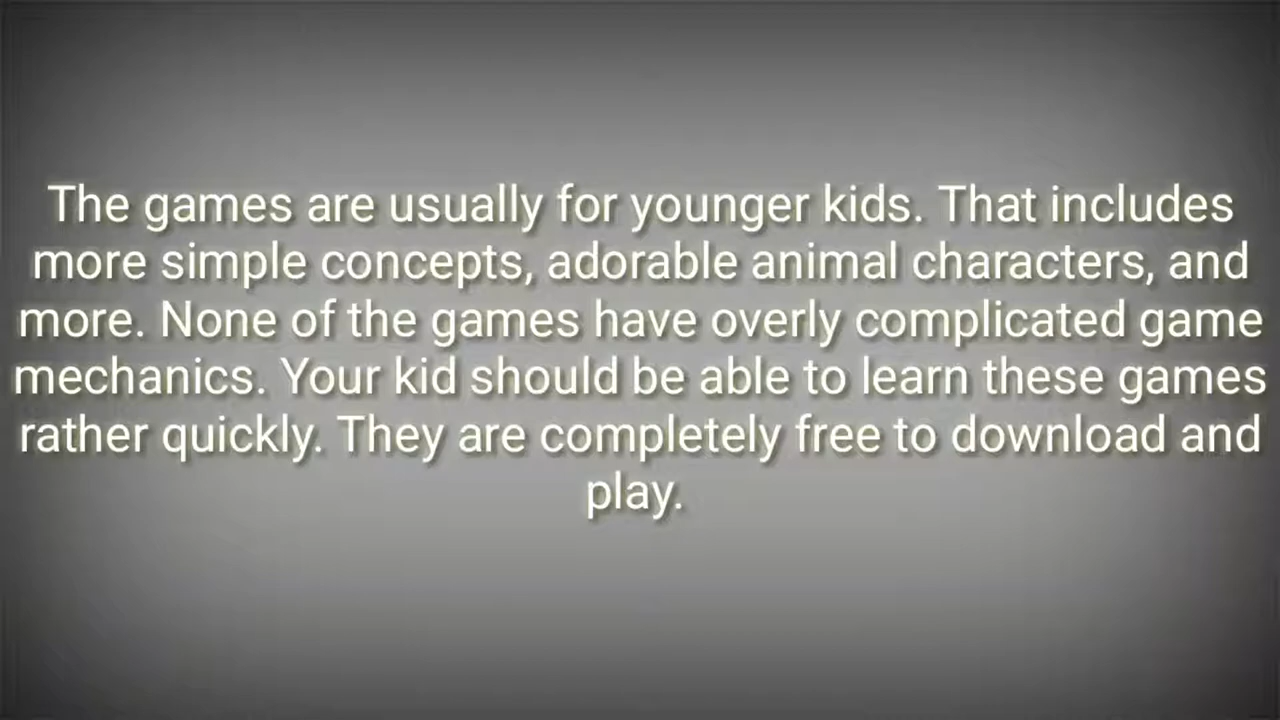 The games are usually for younger kids. That includes
more simple concepts, adorable animal characters, and
more. None of the games have overly complicated game
mechanics. Your kid should be able to learn these games
rather quickly. They are completely free to download and
play.